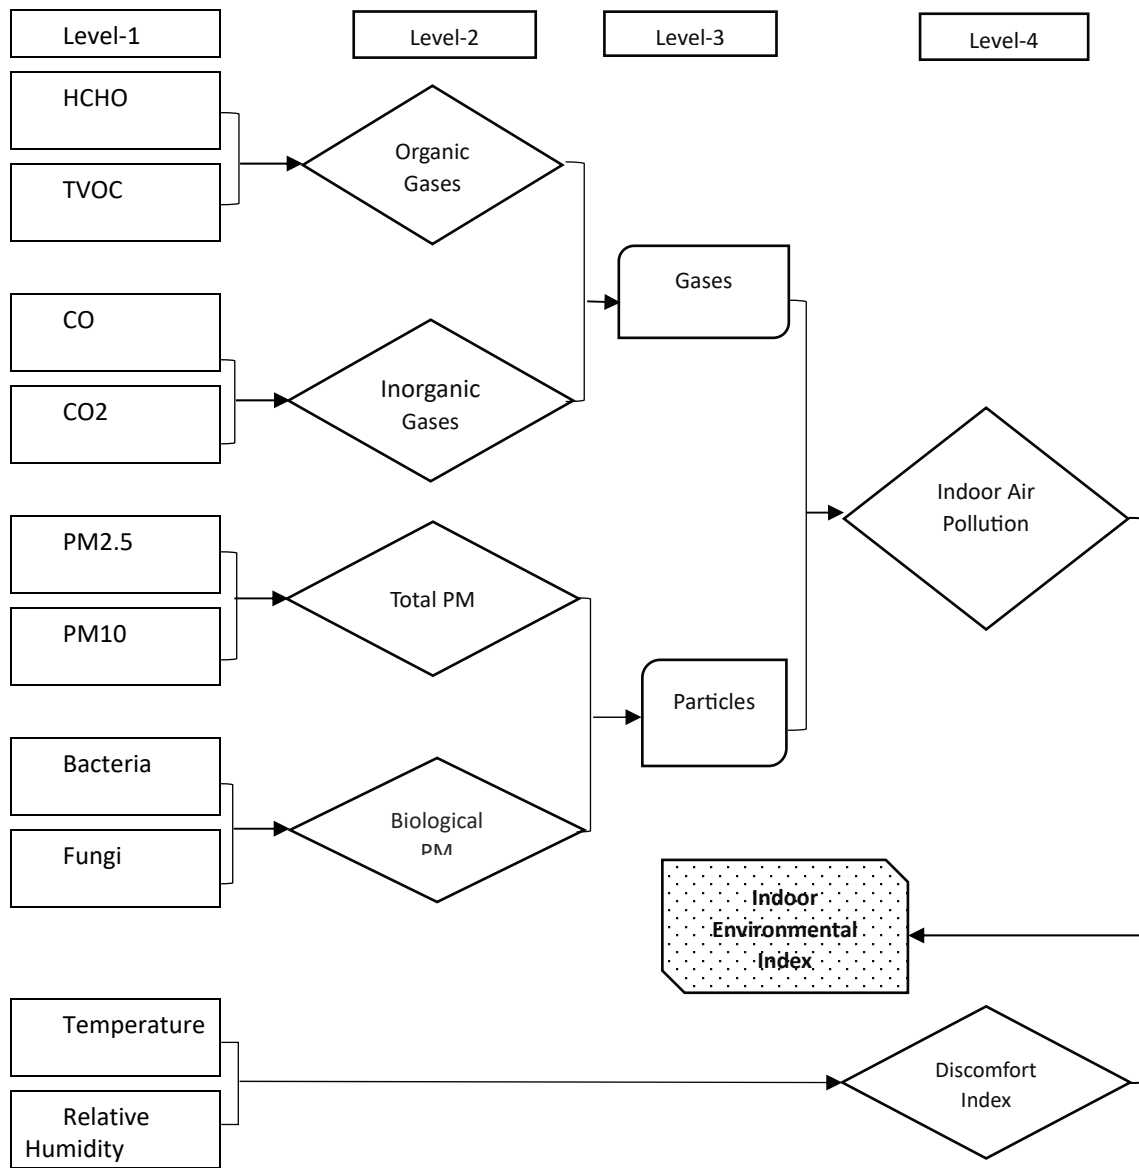 Level-1
Level-2
Level-3
Level-4
HCHO
TVOC
Organic
Gases
CO
CO2
Inorganic
Gases
Gases
PM2.5
PM10
Total PM
Indoor Air
Pollution
Particles
Bacteria
Fungi
Biological
PM
Indoor
Environmental
Index
Temperature
Relative
Humidity
Discomfort
Index